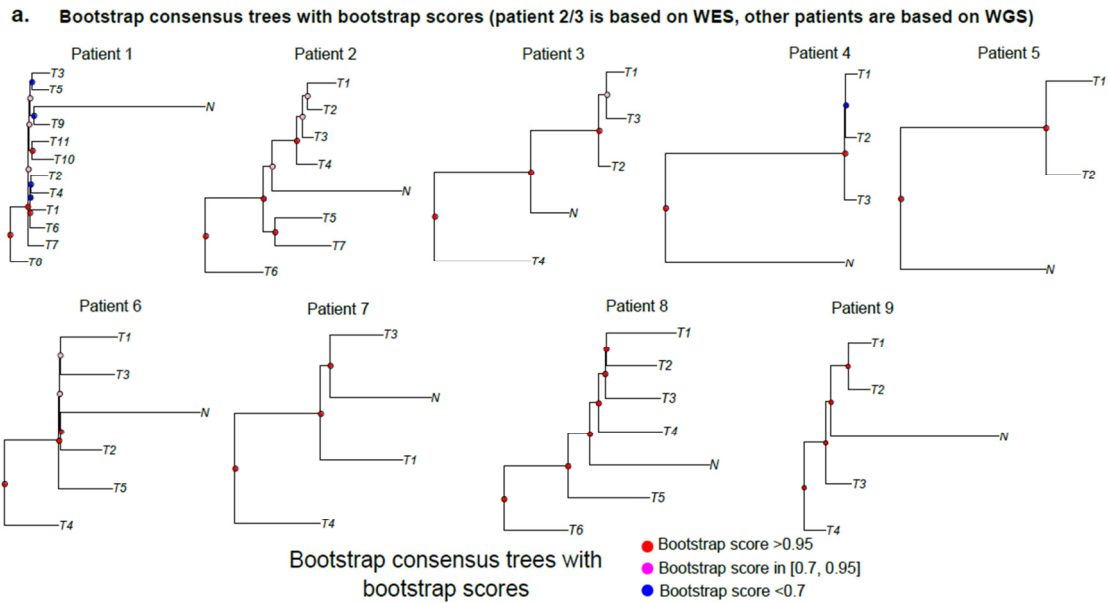 a. Bootstrap consensus trees with bootstrap scores (patient 2/3 is based on WES, other patients are based on WGS)
Patient 1
T3
T5
N
T9
T11
T10
T2
T4
T1
T6
T7
T0
Patient 2
T1
T2
T3
T4
N
T5
T7
T6
Patient 3
T1
T3
T2
N
T4
Patient 4
T1
T2
T3
N
Patient 5
T1
T2
N
Patient 6
T1
T3
N
T2
T5
T4
Patient 7
T3
N
T1
T4
Patient 8
T1
T2
T3
T4
N
T5
T6
Patient 9
T1
T2
N
T3
T4
Bootstrap consensus trees with
bootstrap scores
Bootstrap score >0.95
Bootstrap score in [0.7, 0.95]
Bootstrap score <0.7